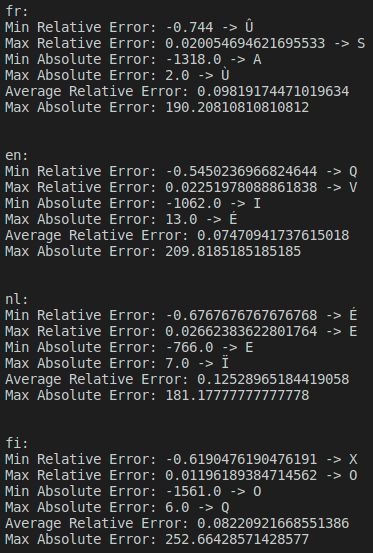 fr:
Min Relative Error: -0.744 -> Û
Max Relative Error: 0.020054694621695533 -> S
Min Absolute Error: -1318.0 -> A
Max Absolute Error: 2.0 -> Ù
Average Relative Error: 0.09819174471019634
Max Absolute Error: 190.20810810810812
en:
Min Relative Error: -0.5450236966824644 -> Q
Max Relative Error: 0.02251978088861838 -> V
Min Absolute Error: -1062.0 -> I
Max Absolute Error: 13.0 -> É
Average Relative Error: 0.07470941737615018
Max Absolute Error: 209.8185185185185
nl:
Min Relative Error: -0.6767676767676768 -> É
Max Relative Error: 0.02662383622801764 -> E
Min Absolute Error: -766.0 -> E
Max Absolute Error: 7.0 -> Ï
Average Relative Error: 0.12528965184419058
Max Absolute Error: 181.17777777777778
fi:
Min Relative Error: -0.6190476190476191 -> X
Max Relative Error: 0.01196189384714562 -> O
Min Absolute Error: -1561.0 -> O
Max Absolute Error: 6.0 -> Q
Average Relative Error: 0.08220921668551386
Max Absolute Error: 252.66428571428577